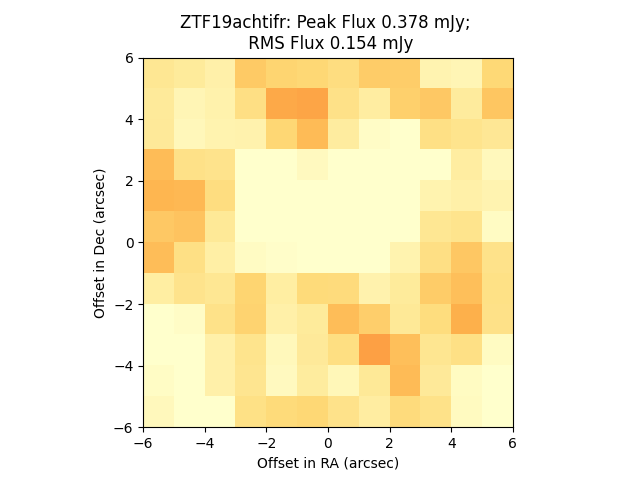 ZTF19achtifr: Peak Flux 0.378 mJy;
RMS Flux 0.154 mJy
6
4
2
0
−2
−4
−6
Offset in Dec (arcsec)
−6 −4 −2 0 2 4 6
Offset in RA (arcsec)